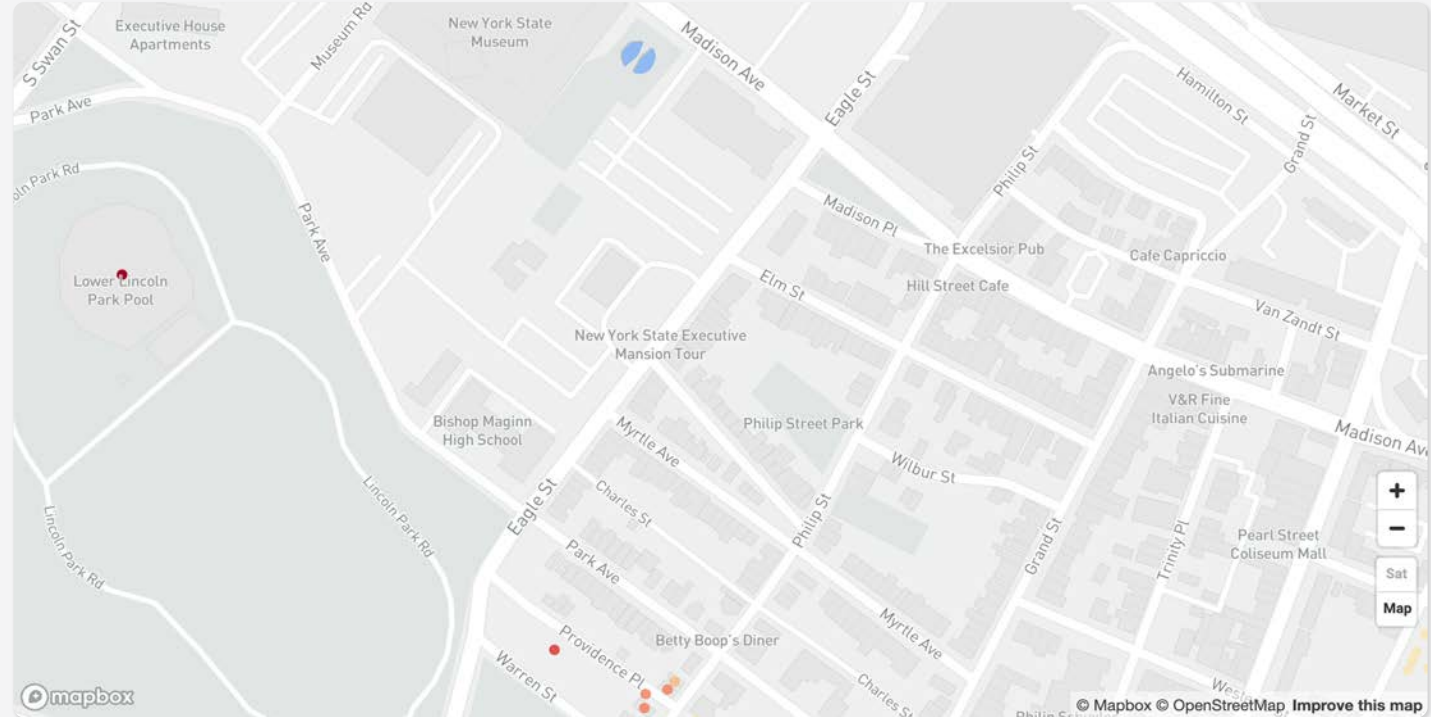 S Swan St
Executive House
Apartments
Museum Rd
New York State
Museum
Madison Ave
Eagle St
Hamilton St
Market St
Grand St
Park Ave
Philip St
Park Rd
Park Ave
Madison Pl
The Excelsior Pub
Cafe Capriccio
Hill Street Cafe
Elm St
Lower Lincoln
Park Pool
Van Zandt St
New York State Executive
Mansion Tour
Angelo's Submarine
V&R Fine
Italian Cuisine
Bishop Maginn
High School
Philip Street Park
Myrtle Ave
Madison Ave
Wilbur St
Lincoln Park Rd
Charles St
Eagle St
Philip St
+
−
Pearl Street
Coliseum Mall
Grand St
Trinity Pl
Lincoln Park Rd
Park Ave
Sat
Map
Myrtle Ave
Betty Boop's Diner
Providence Pl
Warren St
Charles St
mapbox
© Mapbox © OpenStreetMap Improve this map